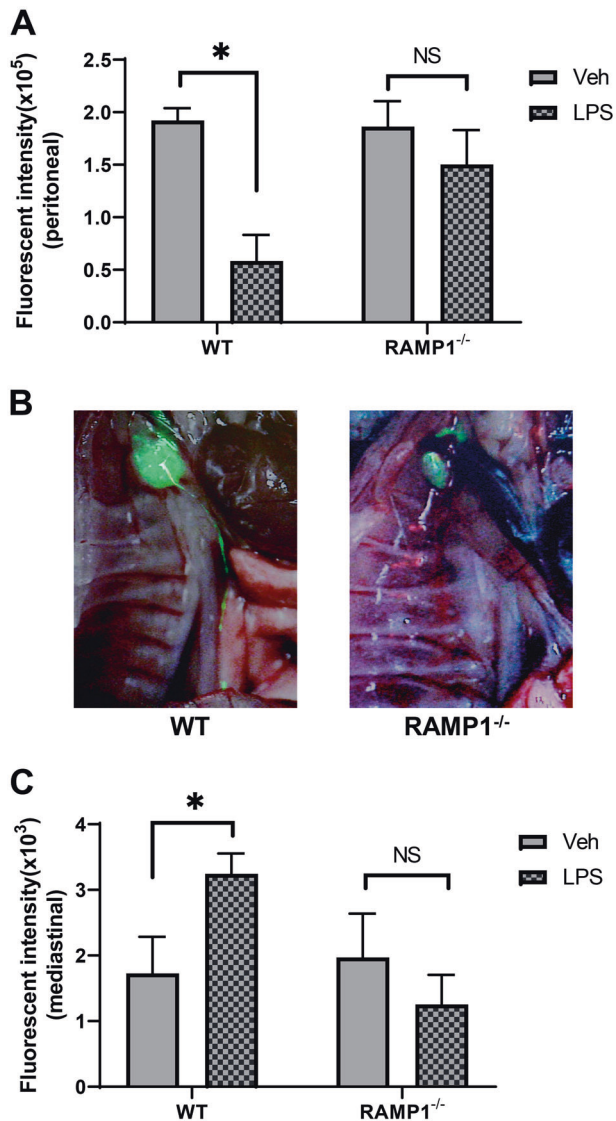 A
Fluorescent intensity(x10⁵)
(peritoneal)
2.5
2.0
1.5
1.0
0.5
0.0
*
NS
Veh
LPS
WT
RAMP1⁻/⁻
B
WT
RAMP1⁻/⁻
C
Fluorescent intensity(x10³)
(mediastinal)
4
3
2
1
0
*
NS
Veh
LPS
WT
RAMP1⁻/⁻